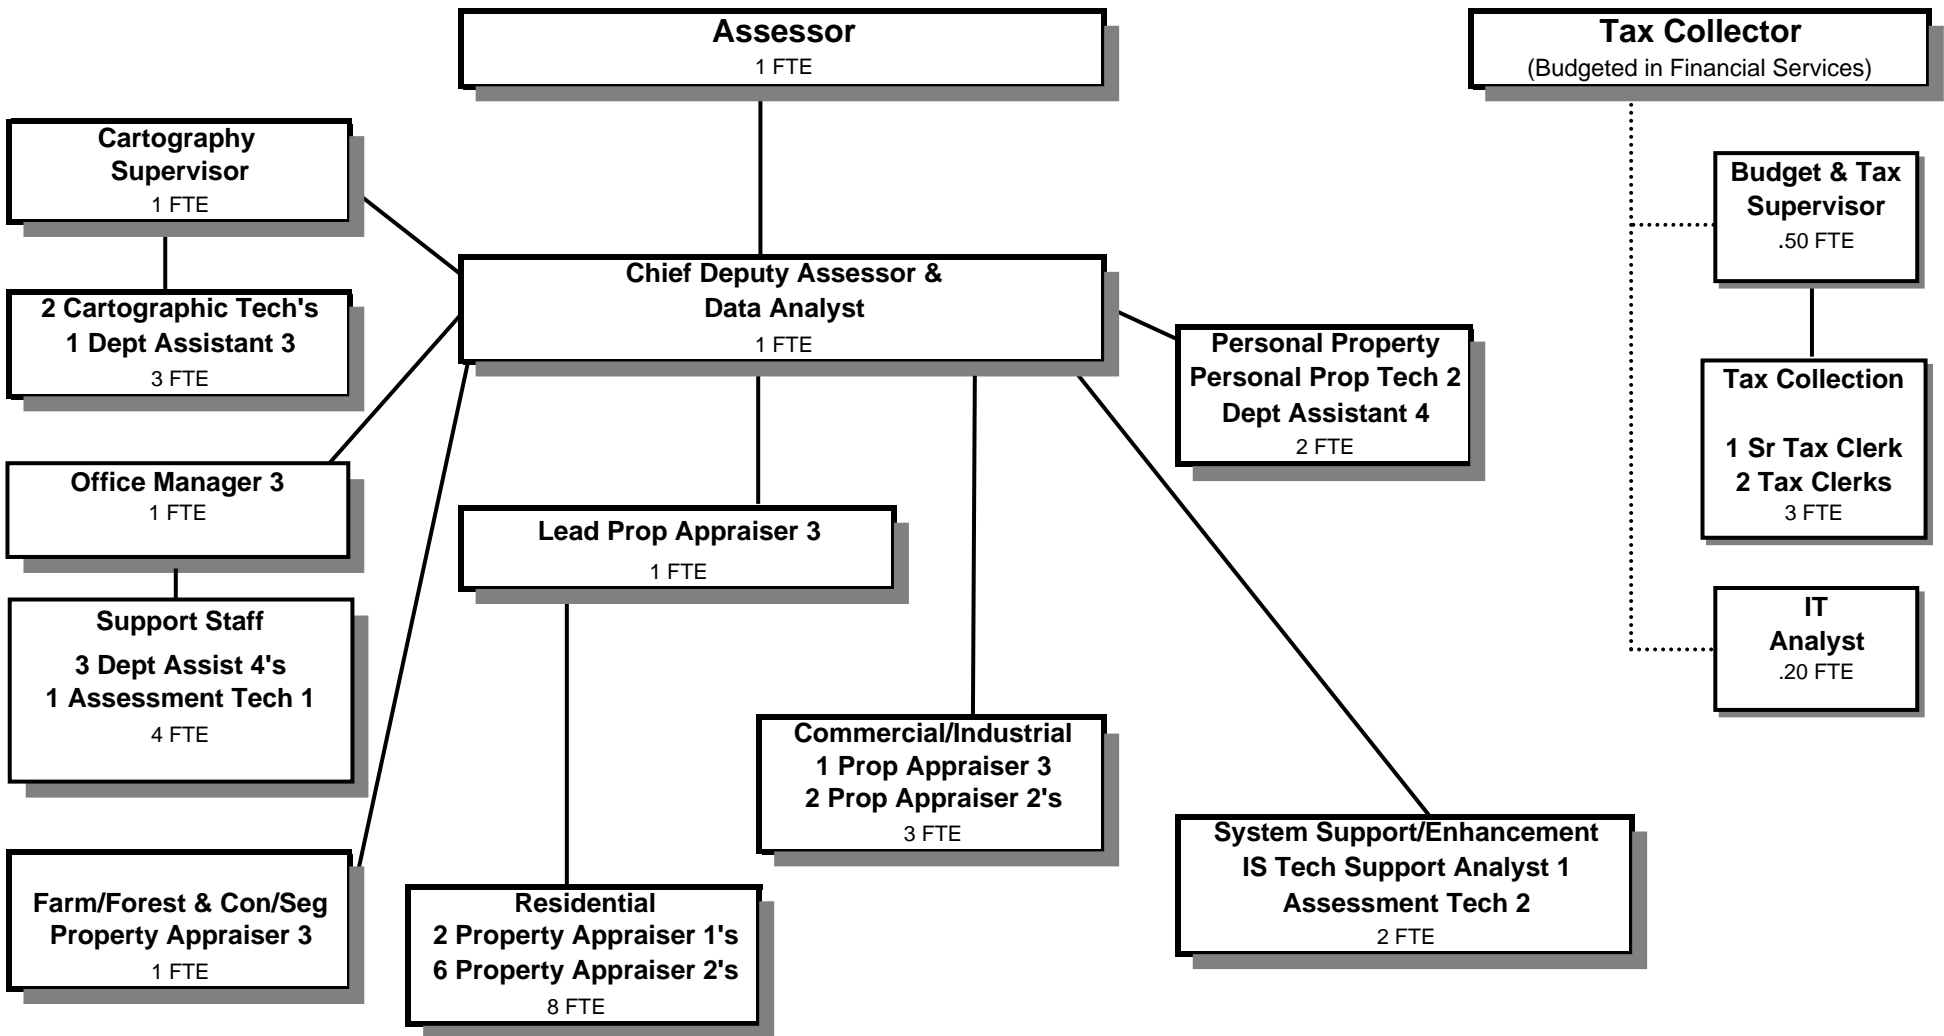 Assessor
1 FTE
Tax Collector
(Budgeted in Financial Services)
Cartography
Supervisor
1 FTE
Budget & Tax
Supervisor
.50 FTE
Chief Deputy Assessor &
Data Analyst
1 FTE
2 Cartographic Tech's
1 Dept Assistant 3
3 FTE
Personal Property
Personal Prop Tech 2
Dept Assistant 4
2 FTE
Tax Collection
1 Sr Tax Clerk
2 Tax Clerks
3 FTE
Office Manager 3
1 FTE
Lead Prop Appraiser 3
1 FTE
Support Staff
3 Dept Assist 4's
1 Assessment Tech 1
4 FTE
IT
Analyst
.20 FTE
Commercial/Industrial
1 Prop Appraiser 3
2 Prop Appraiser 2's
3 FTE
System Support/Enhancement
IS Tech Support Analyst 1
Assessment Tech 2
2 FTE
Farm/Forest & Con/Seg
Property Appraiser 3
1 FTE
Residential
2 Property Appraiser 1's
6 Property Appraiser 2's
8 FTE